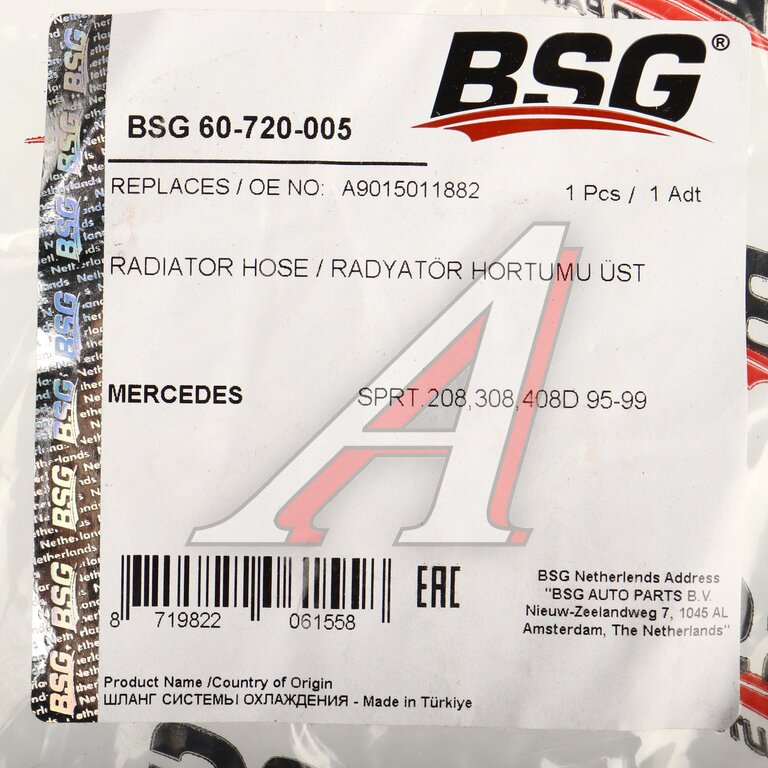 BSG®
BSG 60-720-005
REPLACES / OE NO: A9015011882 1 Pcs / 1 Adt
RADIATOR HOSE / RADYATÖR HORTUMU ÜST
MERCEDES SPRT.208,308,408D 95-99
8 719822 061558
EAC
BSG Netherlends Address
"BSG AUTO PARTS B.V.
Nieuw-Zeelandweg 7, 1045 AL
Amsterdam, The Netherlands"
Product Name /Country of Origin
ШЛАНГ СИСТЕМЫ ОХЛАЖДЕНИЯ - Made in Türkiye